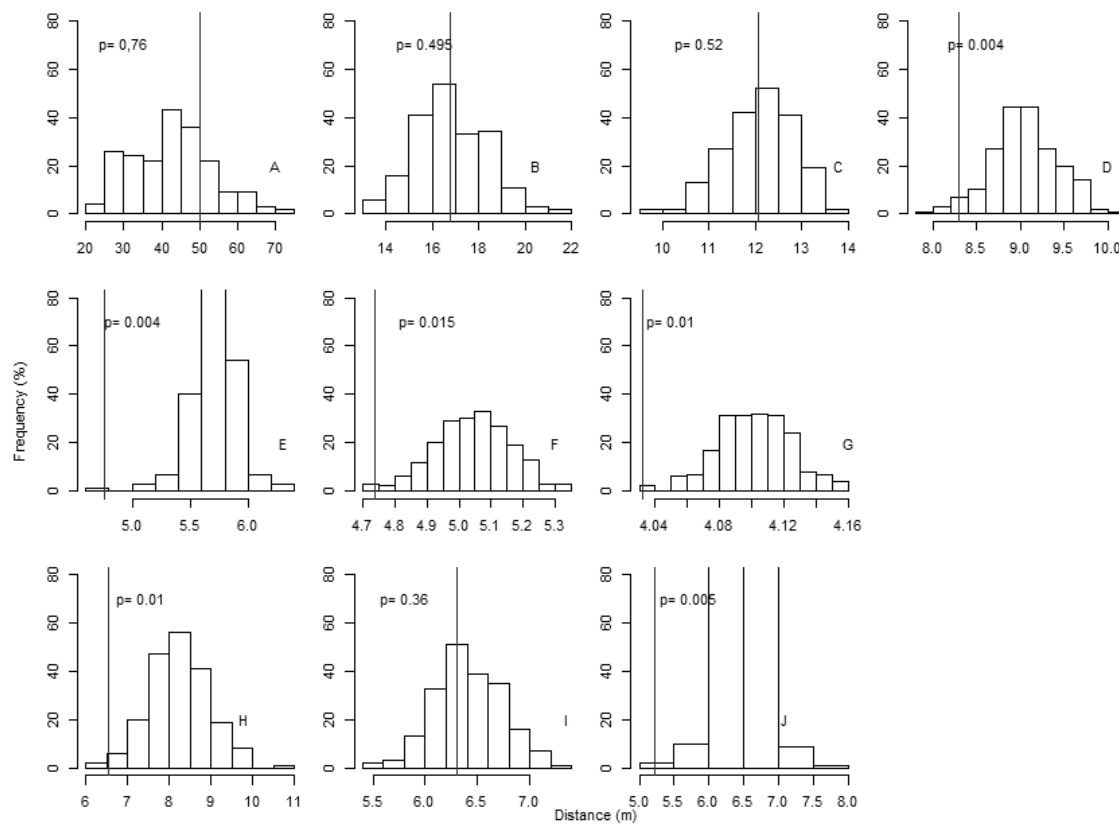 80
60
40
20
0
p= 0,76
A
20 30 40 50 60 70
80
60
40
20
0
p= 0.495
B
14 16 18 20 22
80
60
40
20
0
p= 0.52
C
10 11 12 13 14
80
60
40
20
0
p= 0.004
D
8.0 8.5 9.0 9.5 10.0
Frequency (%)
80
60
40
20
0
p= 0.004
E
5.0 5.5 6.0
80
60
40
20
0
p= 0.015
F
4.7 4.8 4.9 5.0 5.1 5.2 5.3
80
60
40
20
0
p= 0.01
G
4.04 4.08 4.12 4.16
80
60
40
20
0
p= 0.01
H
6 7 8 9 10 11
80
60
40
20
0
p= 0.36
I
5.5 6.0 6.5 7.0
80
60
40
20
0
p= 0.005
J
5.0 5.5 6.0 6.5 7.0 7.5 8.0
Distance (m)